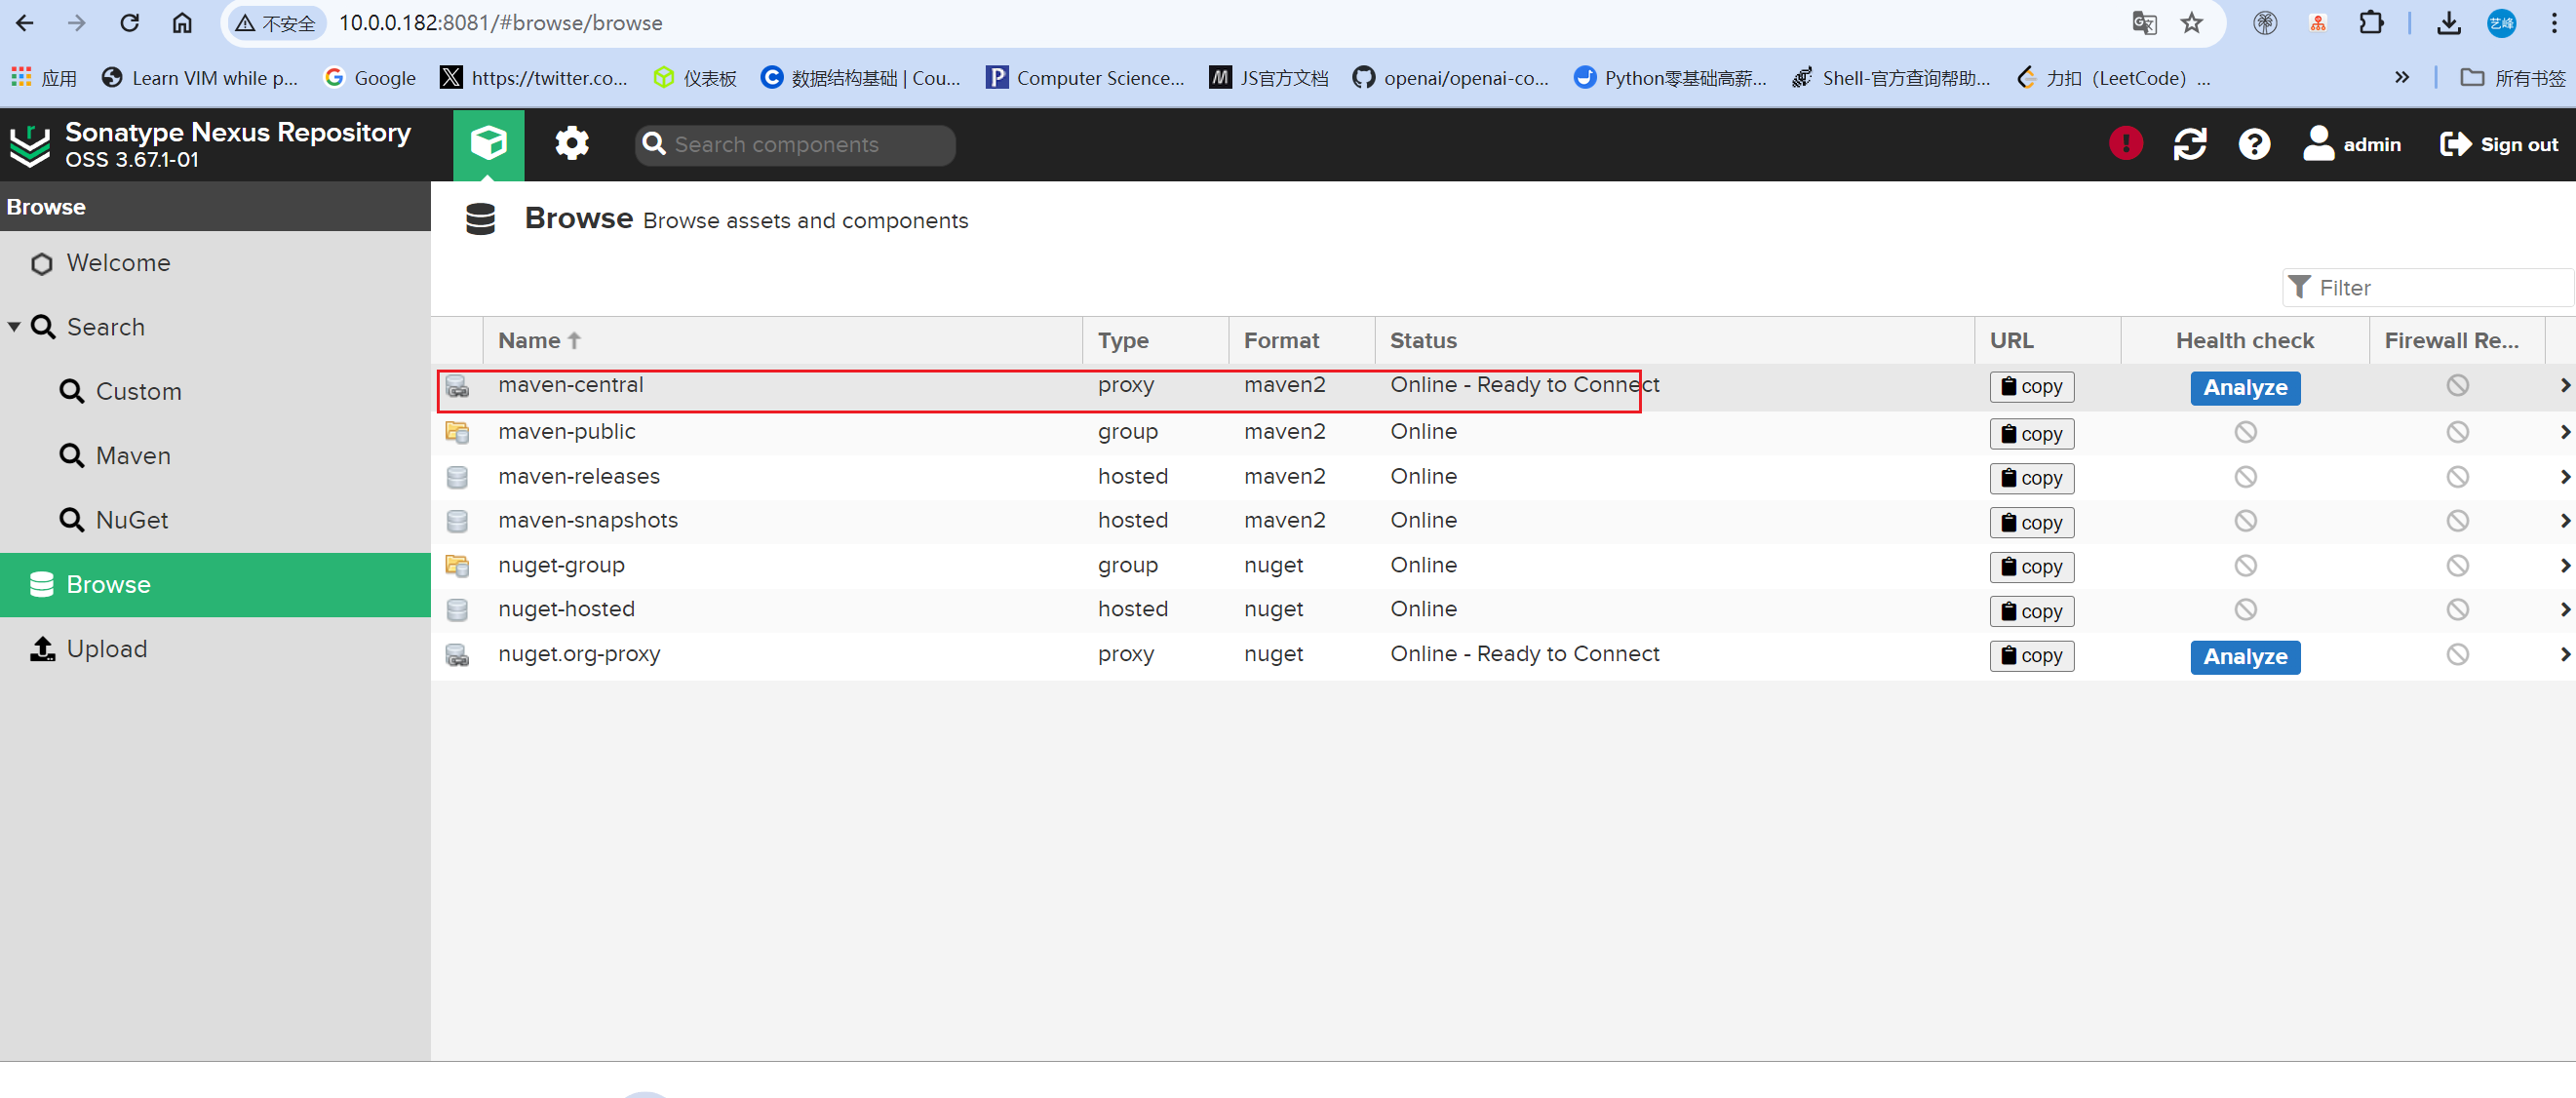 不安全 10.0.0.182:8081/#browse/browse 艺峰
应用 Learn VIM while p... Google https://twitter.co... 仪表板 数据结构基础 | Cou... Computer Science... JS官方文档 openai/openai-co... Python零基础高薪... Shell-官方查询帮助... 力扣（LeetCode）... » 所有书签
Sonatype Nexus Repository
OSS 3.67.1-01
Search components
admin Sign out
Browse
Browse Browse assets and components
Welcome
Search
Custom
Maven
NuGet
Browse
Upload
Filter
Name Type Format Status URL Health check Firewall Re...
maven-central proxy maven2 Online - Ready to Connect copy Analyze
maven-public group maven2 Online copy
maven-releases hosted maven2 Online copy
maven-snapshots hosted maven2 Online copy
nuget-group group nuget Online copy
nuget-hosted hosted nuget Online copy
nuget.org-proxy proxy nuget Online - Ready to Connect copy Analyze